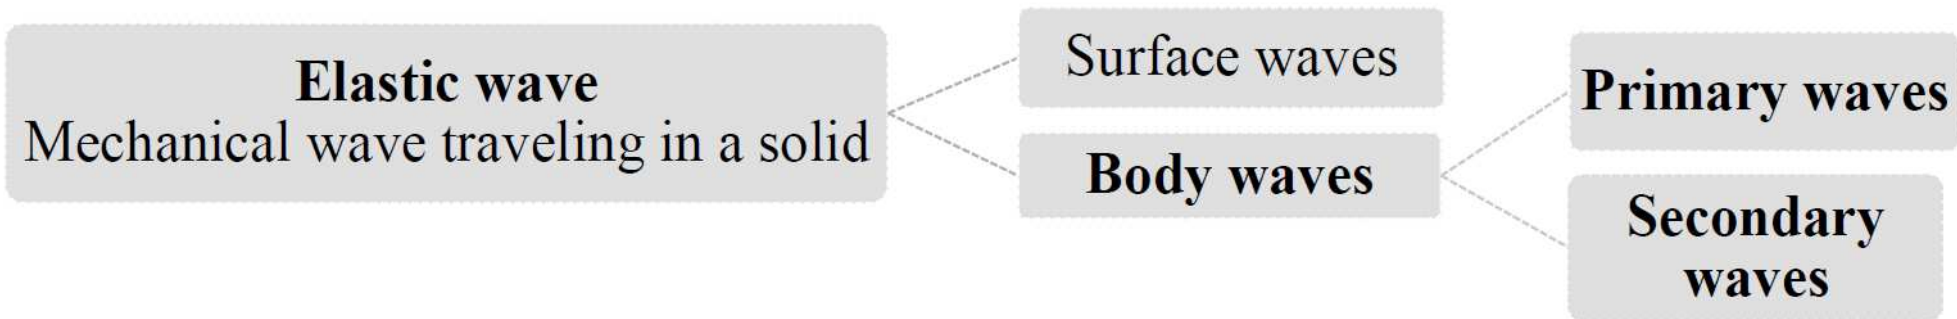 Elastic wave
Mechanical wave traveling in a solid
Surface waves
Body waves
Primary waves
Secondary
waves